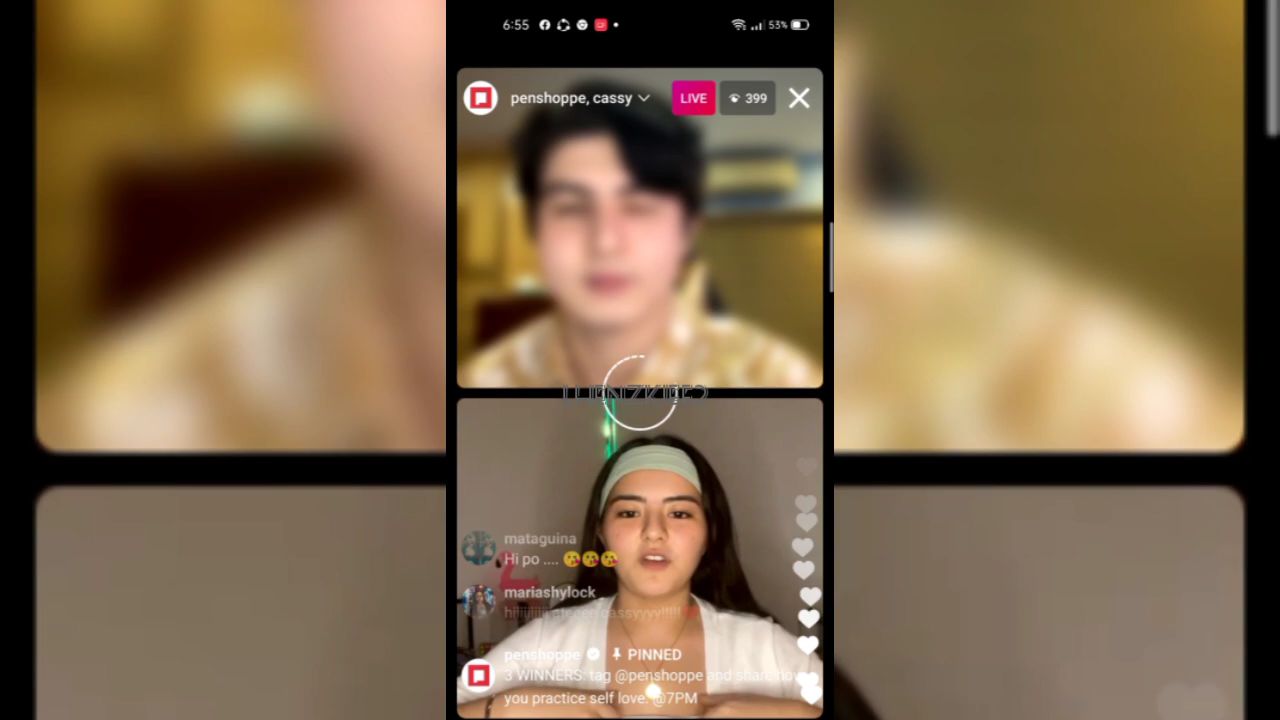 6:55
53%
penshoppe, cassy
LIVE
399
mataguina
Hi po .... 😘😘😘
mariashylock
penshoppe PINNED
3 WINNERS: tag @penshoppe and share how
you practice self love. @7PM